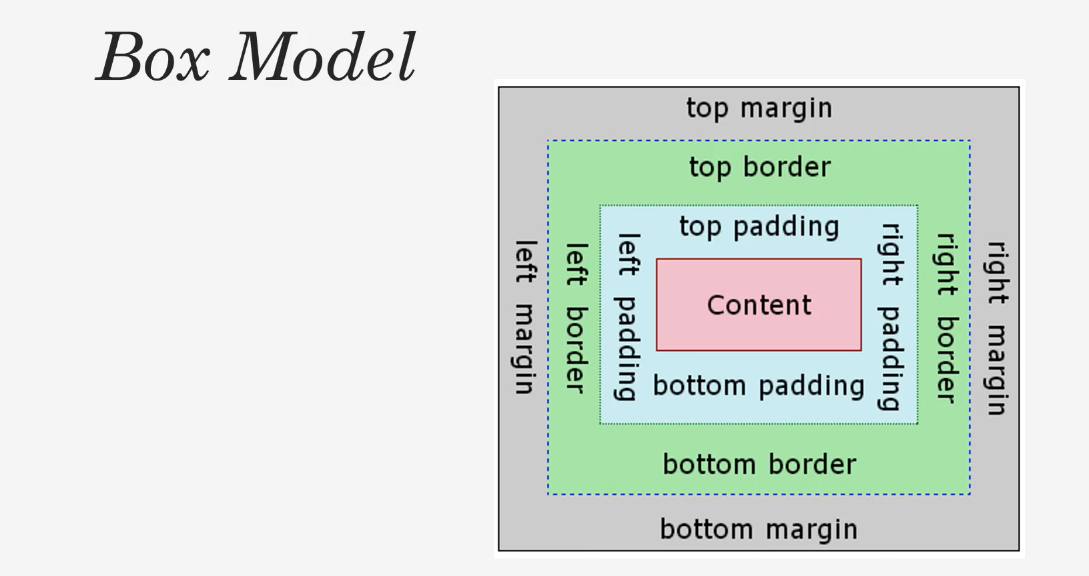 Box Model
top margin
top border
top padding
left margin
left border
left padding
Content
right padding
right border
right margin
bottom padding
bottom border
bottom margin